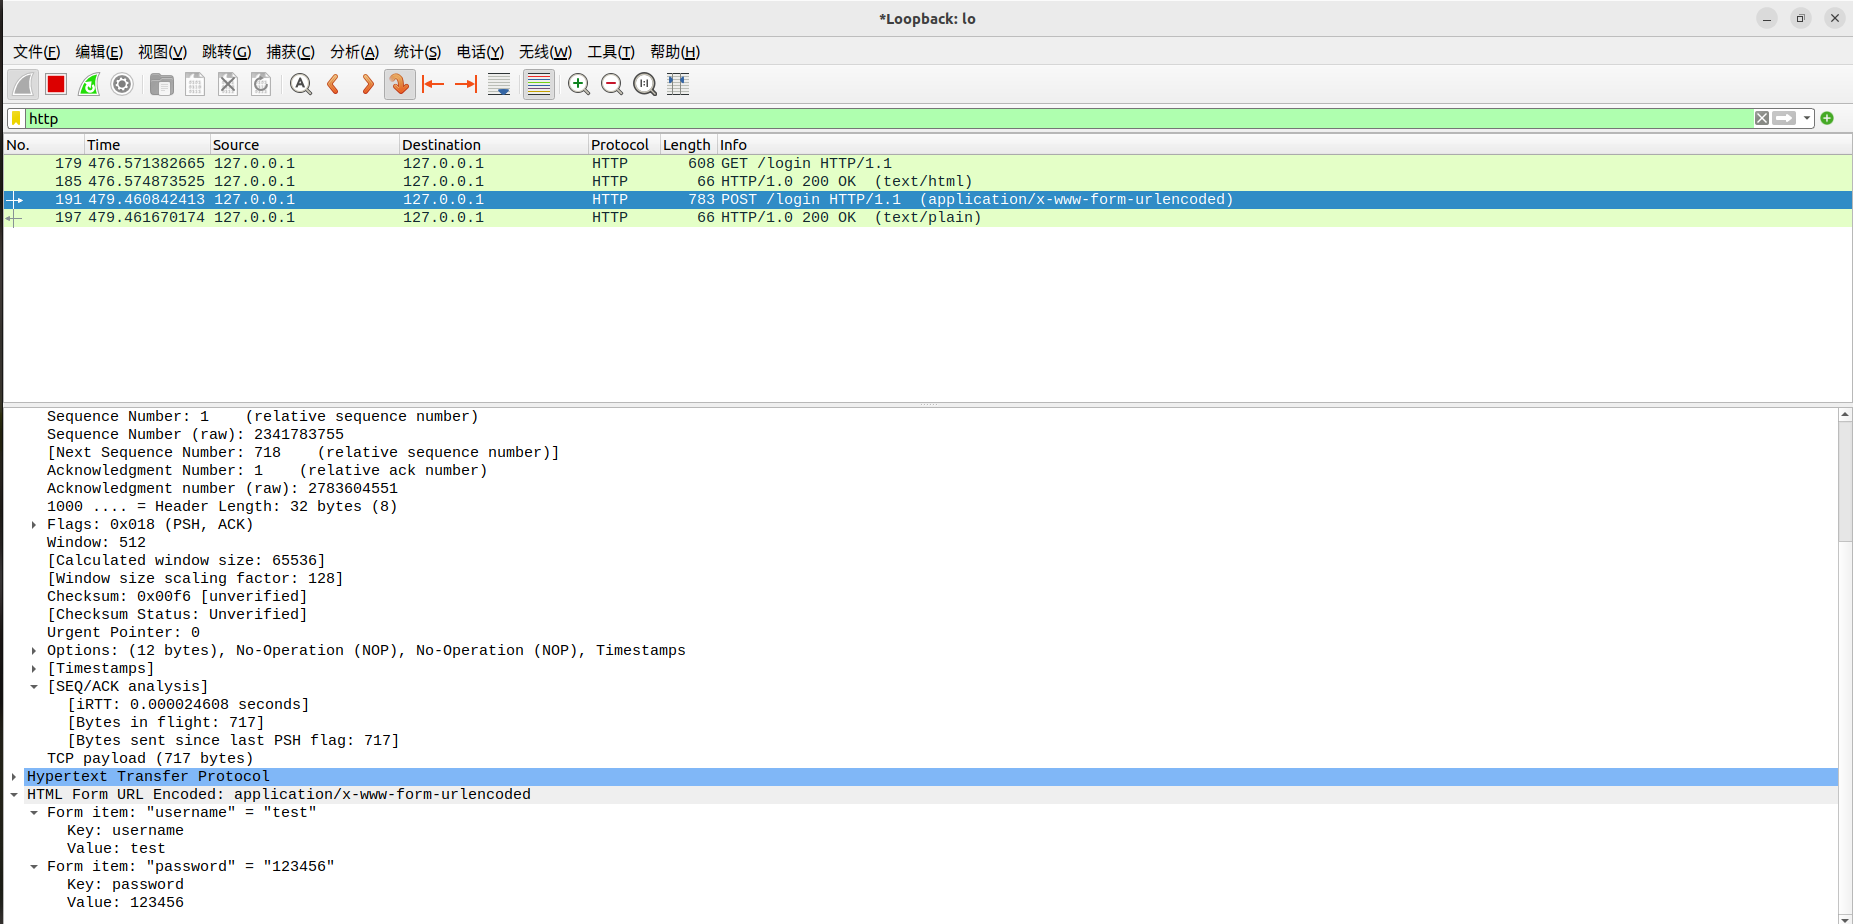 *Loopback: lo
文件(F) 编辑(E) 视图(V) 跳转(G) 捕获(C) 分析(A) 统计(S) 电话(Y) 无线(W) 工具(T) 帮助(H)
http
No. Time Source Destination Protocol Length Info
179 476.571382665 127.0.0.1 127.0.0.1 HTTP 608 GET /login HTTP/1.1
185 476.574873525 127.0.0.1 127.0.0.1 HTTP 66 HTTP/1.0 200 OK (text/html)
191 479.460842413 127.0.0.1 127.0.0.1 HTTP 783 POST /login HTTP/1.1 (application/x-www-form-urlencoded)
197 479.461670174 127.0.0.1 127.0.0.1 HTTP 66 HTTP/1.0 200 OK (text/plain)
Sequence Number: 1 (relative sequence number)
Sequence Number (raw): 2341783755
[Next Sequence Number: 718 (relative sequence number)]
Acknowledgment Number: 1 (relative ack number)
Acknowledgment number (raw): 2783604551
1000 .... = Header Length: 32 bytes (8)
Flags: 0x018 (PSH, ACK)
Window: 512
[Calculated window size: 65536]
[Window size scaling factor: 128]
Checksum: 0x00f6 [unverified]
[Checksum Status: Unverified]
Urgent Pointer: 0
Options: (12 bytes), No-Operation (NOP), No-Operation (NOP), Timestamps
[Timestamps]
[SEQ/ACK analysis]
[iRTT: 0.000024608 seconds]
[Bytes in flight: 717]
[Bytes sent since last PSH flag: 717]
TCP payload (717 bytes)
Hypertext Transfer Protocol
HTML Form URL Encoded: application/x-www-form-urlencoded
Form item: "username" = "test"
Key: username
Value: test
Form item: "password" = "123456"
Key: password
Value: 123456